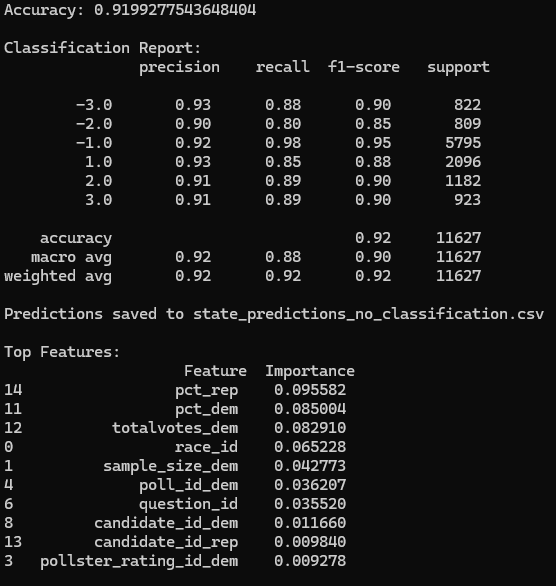 Accuracy: 0.9199277543648404
Classification Report:
precision recall f1-score support
-3.0 0.93 0.88 0.90 822
-2.0 0.90 0.80 0.85 809
-1.0 0.92 0.98 0.95 5795
1.0 0.93 0.85 0.88 2096
2.0 0.91 0.89 0.90 1182
3.0 0.91 0.89 0.90 923
accuracy 0.92 11627
macro avg 0.92 0.88 0.90 11627
weighted avg 0.92 0.92 0.92 11627
Predictions saved to state_predictions_no_classification.csv
Top Features:
Feature Importance
14 pct_rep 0.095582
11 pct_dem 0.085004
12 totalvotes_dem 0.082910
0 race_id 0.065228
1 sample_size_dem 0.042773
4 poll_id_dem 0.036207
6 question_id 0.035520
8 candidate_id_dem 0.011660
13 candidate_id_rep 0.009840
3 pollster_rating_id_dem 0.009278